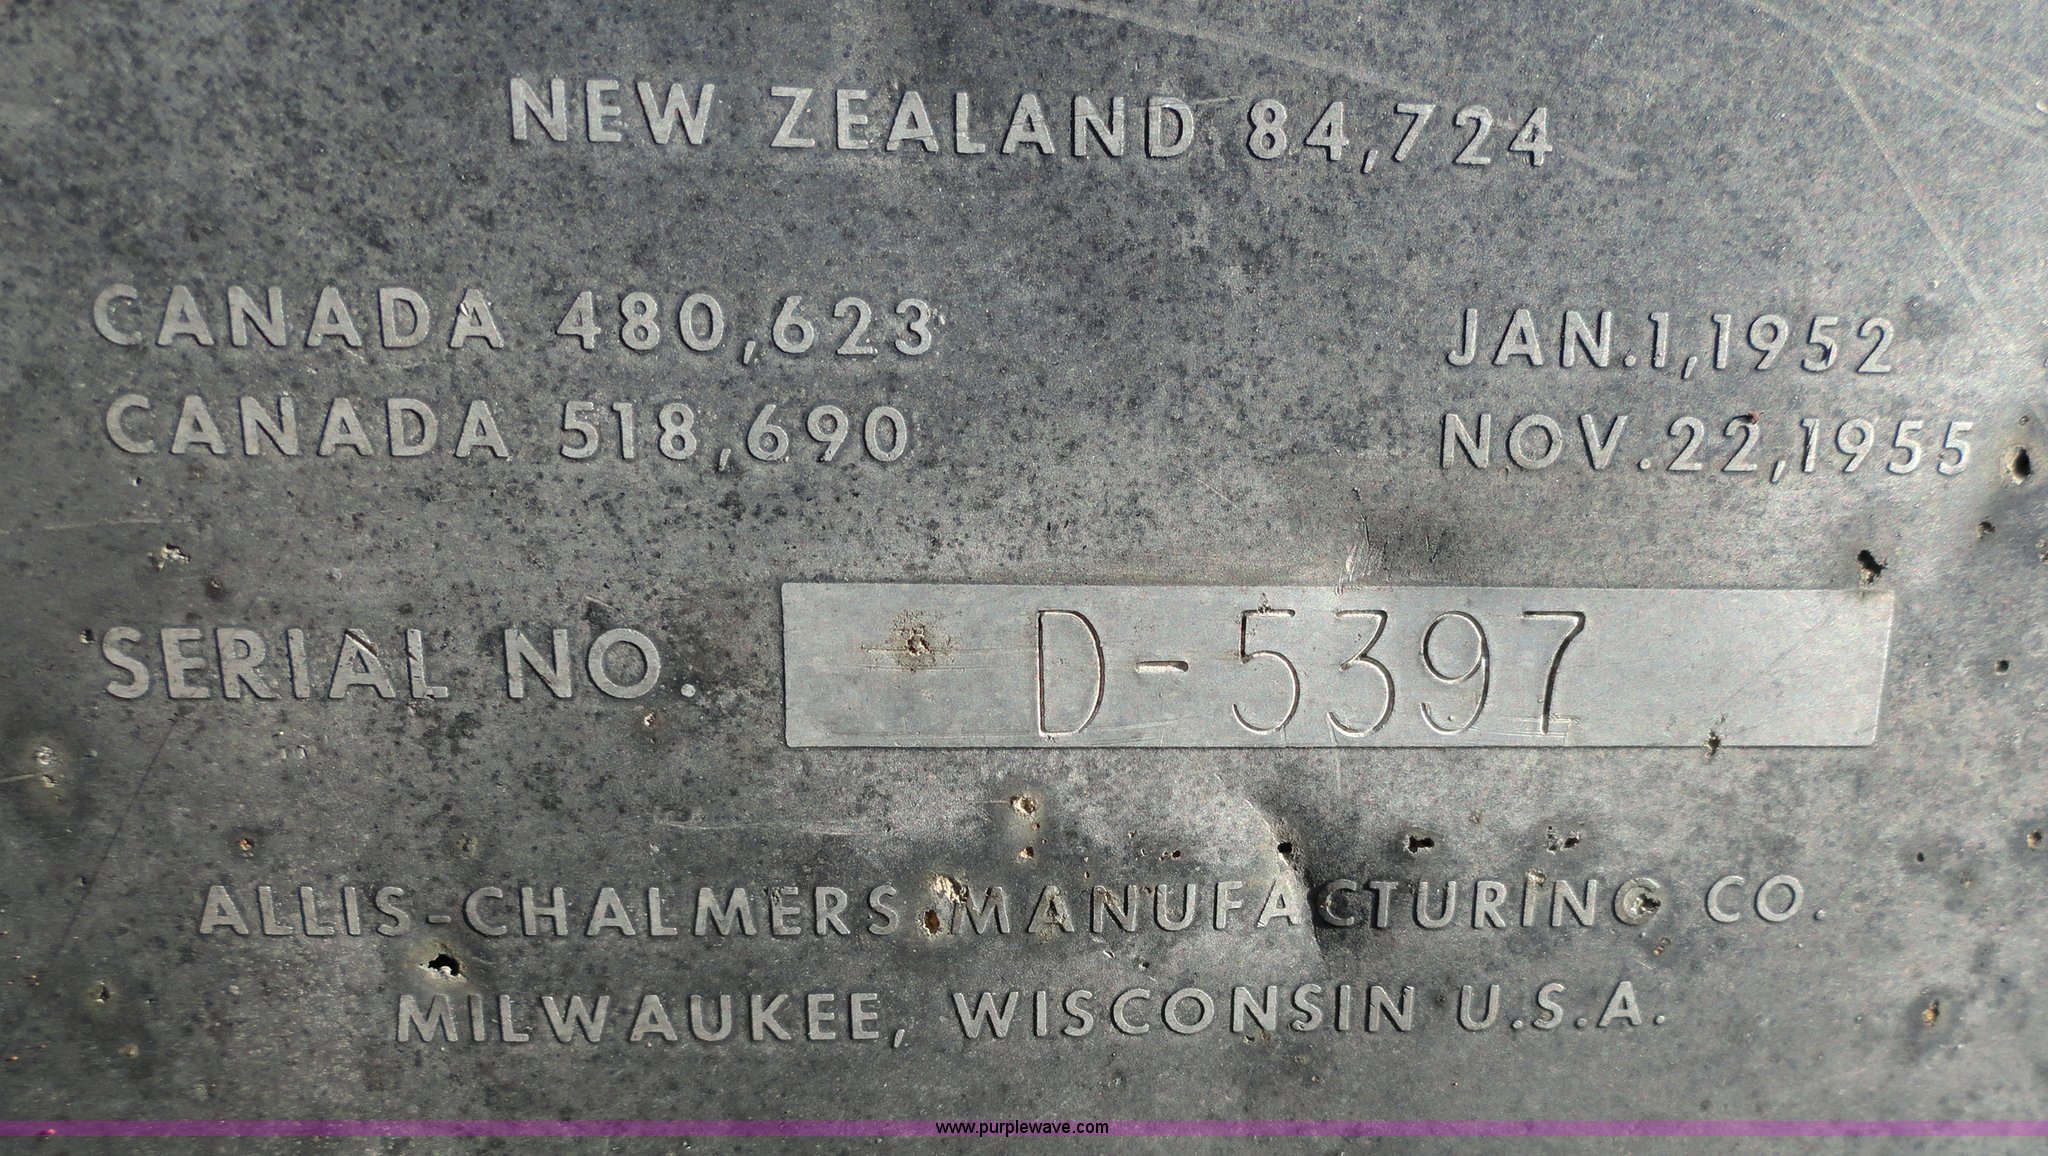 NEW ZEALAND 84,724
CANADA 480,623 JAN.1,1952
CANADA 518,690 NOV.22,1955
SERIAL NO. D-5397
ALLIS-CHALMERS MANUFACTURING CO.
MILWAUKEE, WISCONSIN U.S.A.
www.purplewave.com